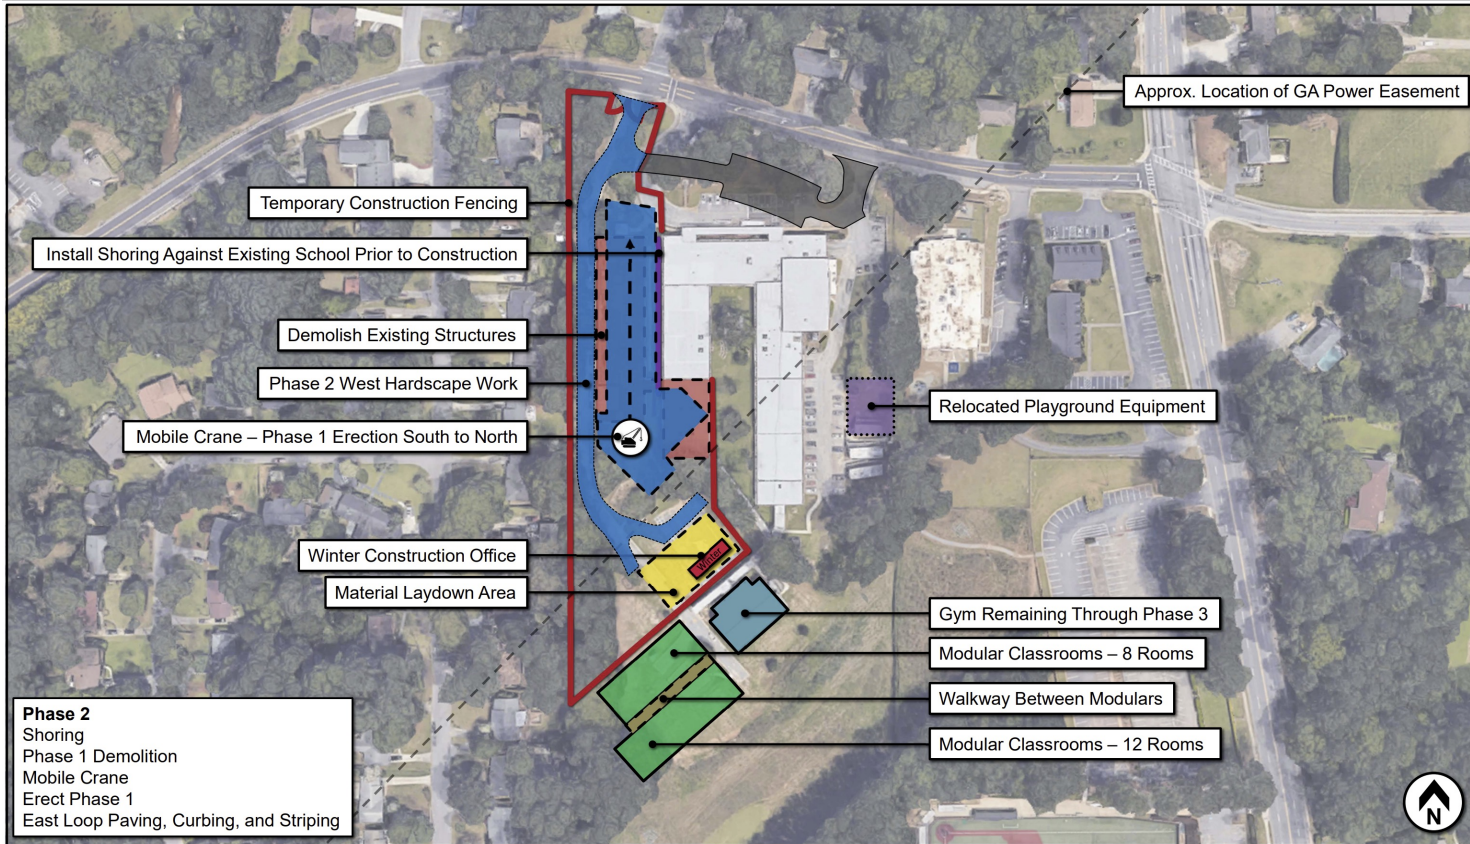 Approx. Location of GA Power Easement
Temporary Construction Fencing
Install Shoring Against Existing School Prior to Construction
Demolish Existing Structures
Phase 2 West Hardscape Work
Relocated Playground Equipment
Mobile Crane – Phase 1 Erection South to North
Winter Construction Office
Winter
Material Laydown Area
Gym Remaining Through Phase 3
Modular Classrooms – 8 Rooms
Walkway Between Modulars
Modular Classrooms – 12 Rooms
Phase 2
Shoring
Phase 1 Demolition
Mobile Crane
Erect Phase 1
East Loop Paving, Curbing, and Striping
N